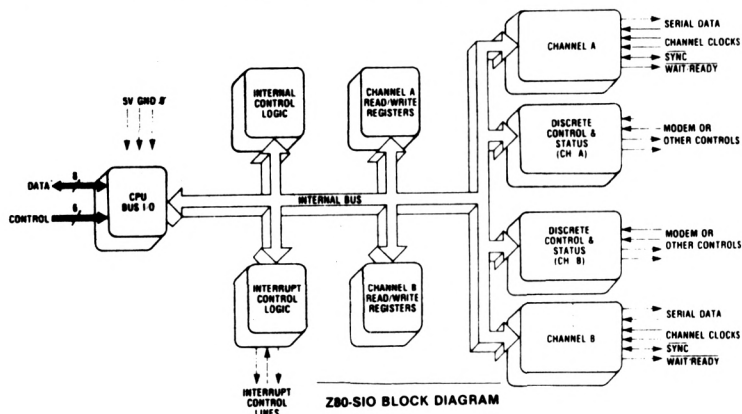 CHANNEL A
SERIAL DATA
CHANNEL CLOCKS
SYNC
WAIT READY
5V GND Ø
INTERNAL
CONTROL
LOGIC
CHANNEL A
READ/WRITE
REGISTERS
DISCRETE
CONTROL &
STATUS
(CH A)
MODEM OR
OTHER CONTROLS
DATA
8
CPU
BUS I/O
CONTROL
6
INTERNAL BUS
DISCRETE
CONTROL &
STATUS
(CH B)
MODEM OR
OTHER CONTROLS
INTERRUPT
CONTROL
LOGIC
CHANNEL B
READ/WRITE
REGISTERS
CHANNEL B
SERIAL DATA
CHANNEL CLOCKS
SYNC
WAIT READY
INTERRUPT
CONTROL
LINES
Z80-SIO BLOCK DIAGRAM